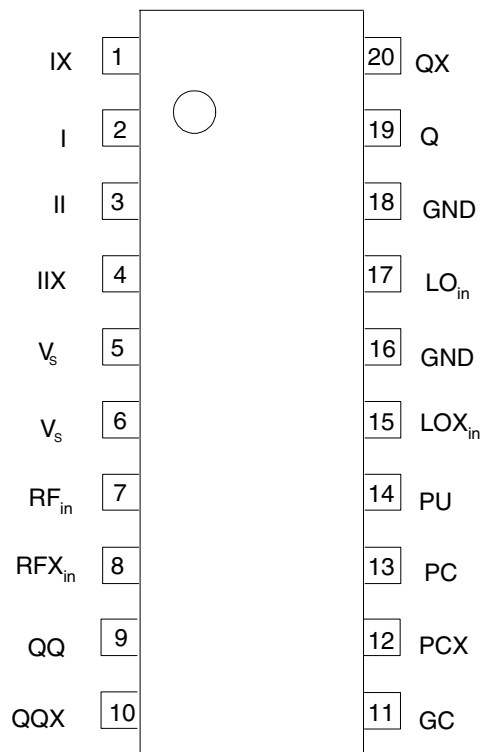 IX 1 20 QX
I 2 19 Q
II 3 18 GND
IIX 4 17 LOin
Vs 5 16 GND
Vs 6 15 LOXin
RFin 7 14 PU
RFXin 8 13 PC
QQ 9 12 PCX
QQX 10 11 GC